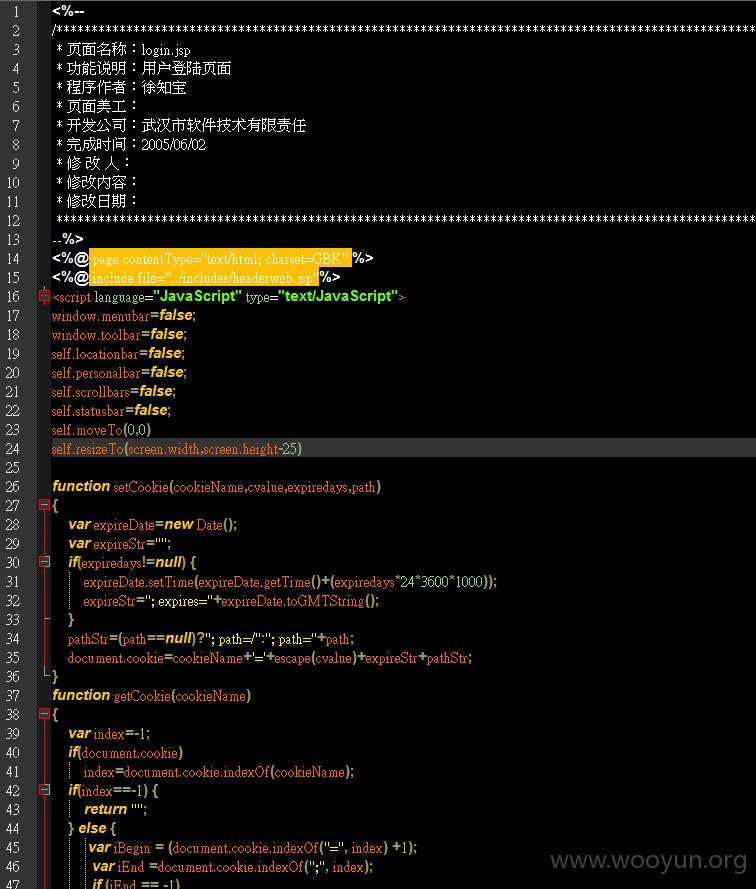 1 <%--
2 /****************************************************************************************************
3 * 页面名称：login.jsp
4 * 功能说明：用户登陆页面
5 * 程序作者：徐知宝
6 * 页面美工：
7 * 开发公司：武汉市软件技术有限责任
8 * 完成时间：2005/06/02
9 * 修 改 人：
10 * 修改内容：
11 * 修改日期：
12 ****************************************************************************************************
13 --%>
14 <%@ page contentType="text/html; charset=GBK" %>
15 <%@ include file="../includes/headerweb.jsp"%>
16 <script language="JavaScript" type="text/JavaScript">
17 window.menubar=false;
18 window.toolbar=false;
19 self.locationbar=false;
20 self.personalbar=false;
21 self.scrollbars=false;
22 self.statusbar=false;
23 self.moveTo(0,0)
24 self.resizeTo(screen.width,screen.height-25)
25
26 function setCookie(cookieName,cvalue,expiredays,path)
27 {
28 var expireDate=new Date();
29 var expireStr="";
30 if(expiredays!=null) {
31 expireDate.setTime(expireDate.getTime()+(expiredays*24*3600*1000));
32 expireStr="; expires="+expireDate.toGMTString();
33 }
34 pathStr=(path==null)?"; path=/":"; path="+path;
35 document.cookie=cookieName+'='+escape(cvalue)+expireStr+pathStr;
36 }
37 function getCookie(cookieName)
38 {
39 var index=-1;
40 if(document.cookie)
41 index=document.cookie.indexOf(cookieName);
42 if(index==-1) {
43 return "";
44 } else {
45 var iBegin = (document.cookie.indexOf("=", index) +1);
46 var iEnd =document.cookie.indexOf(";", index);
47 if (iEnd == -1)
www.wooyun.org